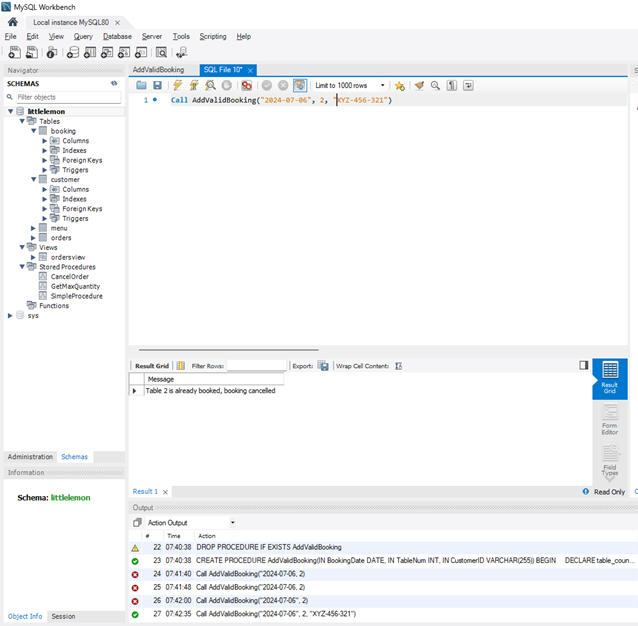 MySQL Workbench
Local instance MySQL80
File Edit View Query Database Server Tools Scripting Help
Navigator
SCHEMAS
Filter objects
littlelemon
Tables
booking
Columns
Indexes
Foreign Keys
Triggers
customer
Columns
Indexes
Foreign Keys
Triggers
menu
orders
Views
ordersview
Stored Procedures
CancelOrder
GetMaxQuantity
SimpleProcedure
Functions
sys
Administration Schemas
Information
Schema: littlelemon
Object Info Session
AddValidBooking SQL File 10*
Limit to 1000 rows
1 Call AddValidBooking("2024-07-06", 2, "XYZ-456-321")
Result Grid Filter Rows: Export: Wrap Cell Content:
Message
Table 2 is already booked, booking cancelled
Result Grid
Form Editor
Field Types
Result 1
Read Only
Output
Action Output
# Time Action
22 07:40:38 DROP PROCEDURE IF EXISTS AddValidBooking
23 07:40:38 CREATE PROCEDURE AddValidBooking(IN BookingDate DATE, IN TableNum INT, IN CustomerID VARCHAR(255)) BEGIN DECLARE table_coun...
24 07:41:40 Call AddValidBooking("2024-07-06, 2)
25 07:41:48 Call AddValidBooking("2024-07-06, 2)
26 07:42:00 Call AddValidBooking("2024-07-06", 2)
27 07:42:35 Call AddValidBooking("2024-07-06", 2, "XYZ-456-321")